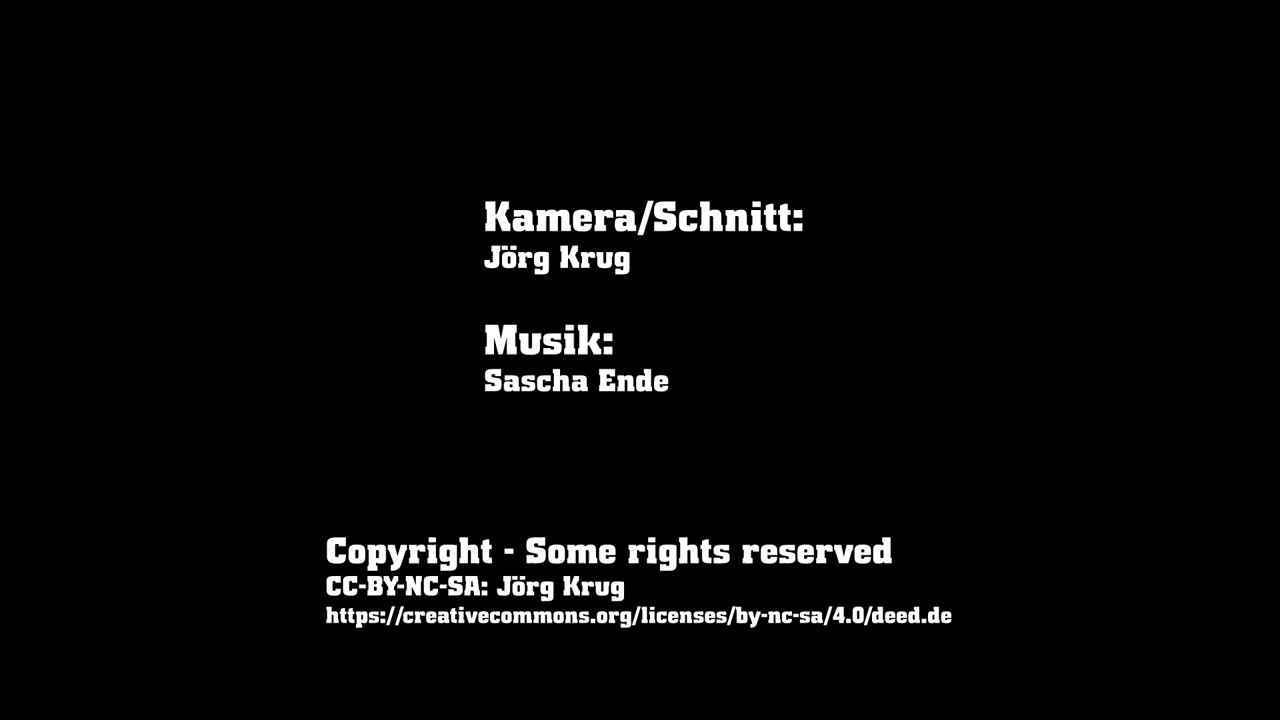 Kamera/Schnitt:
Jörg Krug
Musik:
Sascha Ende
Copyright - Some rights reserved
CC-BY-NC-SA: Jörg Krug
https://creativecommons.org/licenses/by-nc-sa/4.0/deed.de